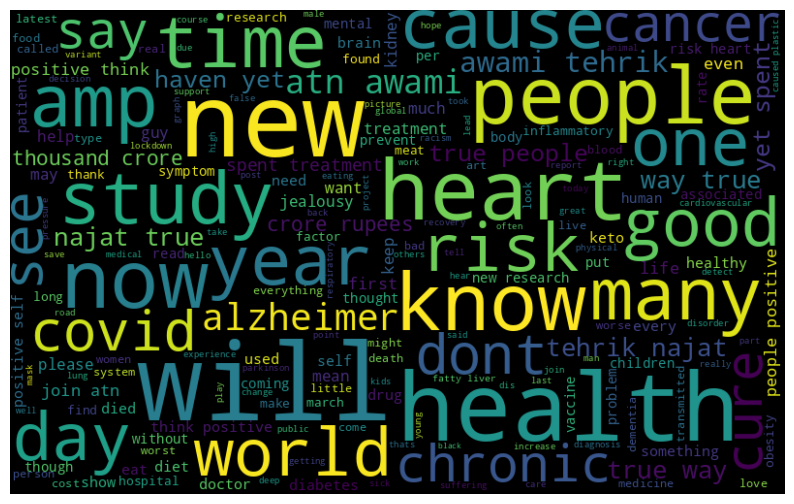 latest
course
male
say
time
research
mental
cause
cancer
food
called
due
hope
variant
real
brain
kidney
per
awami tehrik
risk heart
animal
caused plastic
positive think
found
even
decision
haven yet
atn awami
rate
patient
amp
support
false
picture
took
yet spent
graph
global
new
much
lead
people
help
guy
treatment
body
inflammatory
one
type
lockdown
high
prevent
racism
true people
blood
report
thousand crore
spent treatment
meat
way true
may
thank
symptom
work
right
study
post
eating
need
art
human
associated
want
look
today
project
heart
cardiovascular
jealousy
live
great
see
pressure
crore rupees
back
often
good
najat true
take
factor
recovery
keto
physical
save
medical
hello
read
keep
bad
tell
risk
put
healthy
others
now
year
first
life
long
everything
respiratory
thought
hear
new research
detect
know
many
people positive
positive self
road
covid
alzheimer
might
worse
every
disorder
point
said
please
experience
used
self
death
dont
tehrik najat
part
women
will
mask
system
parkinson
mean
kids
join
mah
children
really
lung
coming
little
fatty liver
dis
last
join atn
play
change
make
march
drug
health
problem
vaccine
transmitted
cure
well
find
died
day
think positive
public
come
young
dementia
obesity
without
world
thats
black
increase
diagnosis
though
worst
chronic
something
eat
diet
getting
person
cost
show
doctor
deep
sick
true way
hospital
diabetes
suffering
care
medicine
love